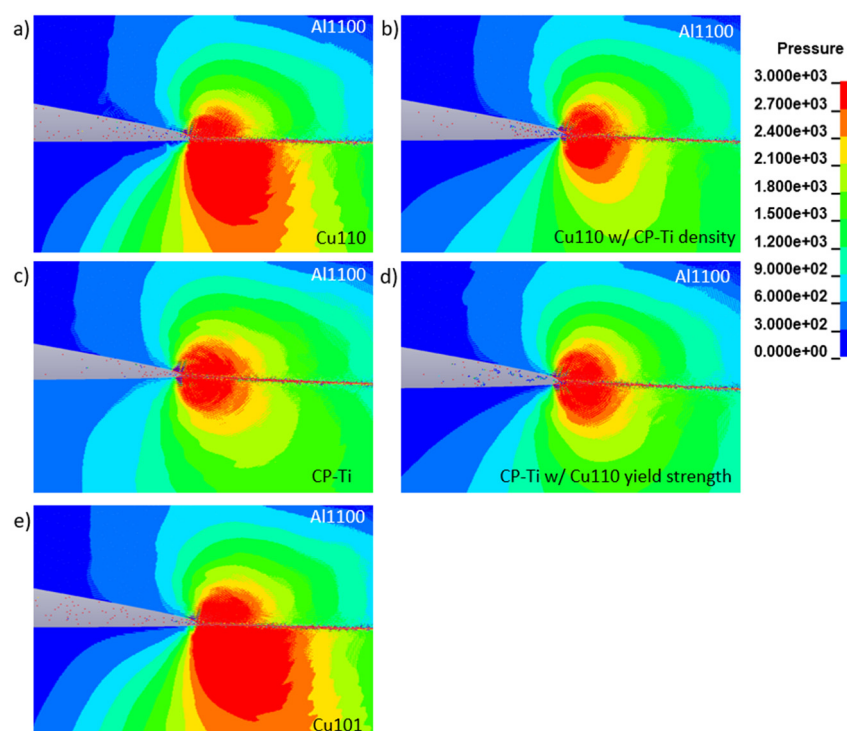 a)
Al1100
Cu110
b)
Al1100
Cu110 w/ CP-Ti density
Pressure
3.000e+03
2.700e+03
2.400e+03
2.100e+03
1.800e+03
1.500e+03
1.200e+03
9.000e+02
6.000e+02
3.000e+02
0.000e+00
c)
Al1100
CP-Ti
d)
Al1100
CP-Ti w/ Cu110 yield strength
e)
Al1100
Cu101